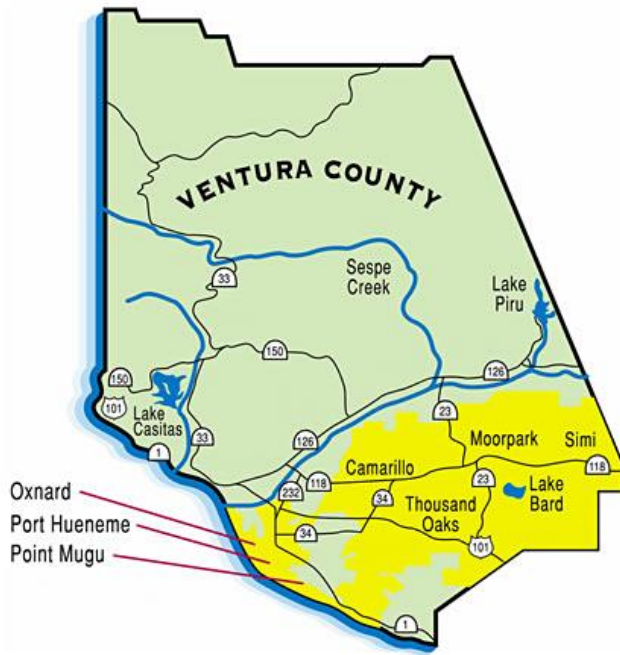 VENTURA COUNTY
Sespe
Creek
Lake
Piru
33
150
126
150
101
Lake
Casitas
33
1
126
23
Moorpark
Simi
118
Camarillo
118
232
34
Thousand
Oaks
23
Lake
Bard
34
101
Oxnard
Port Hueneme
Point Mugu
1